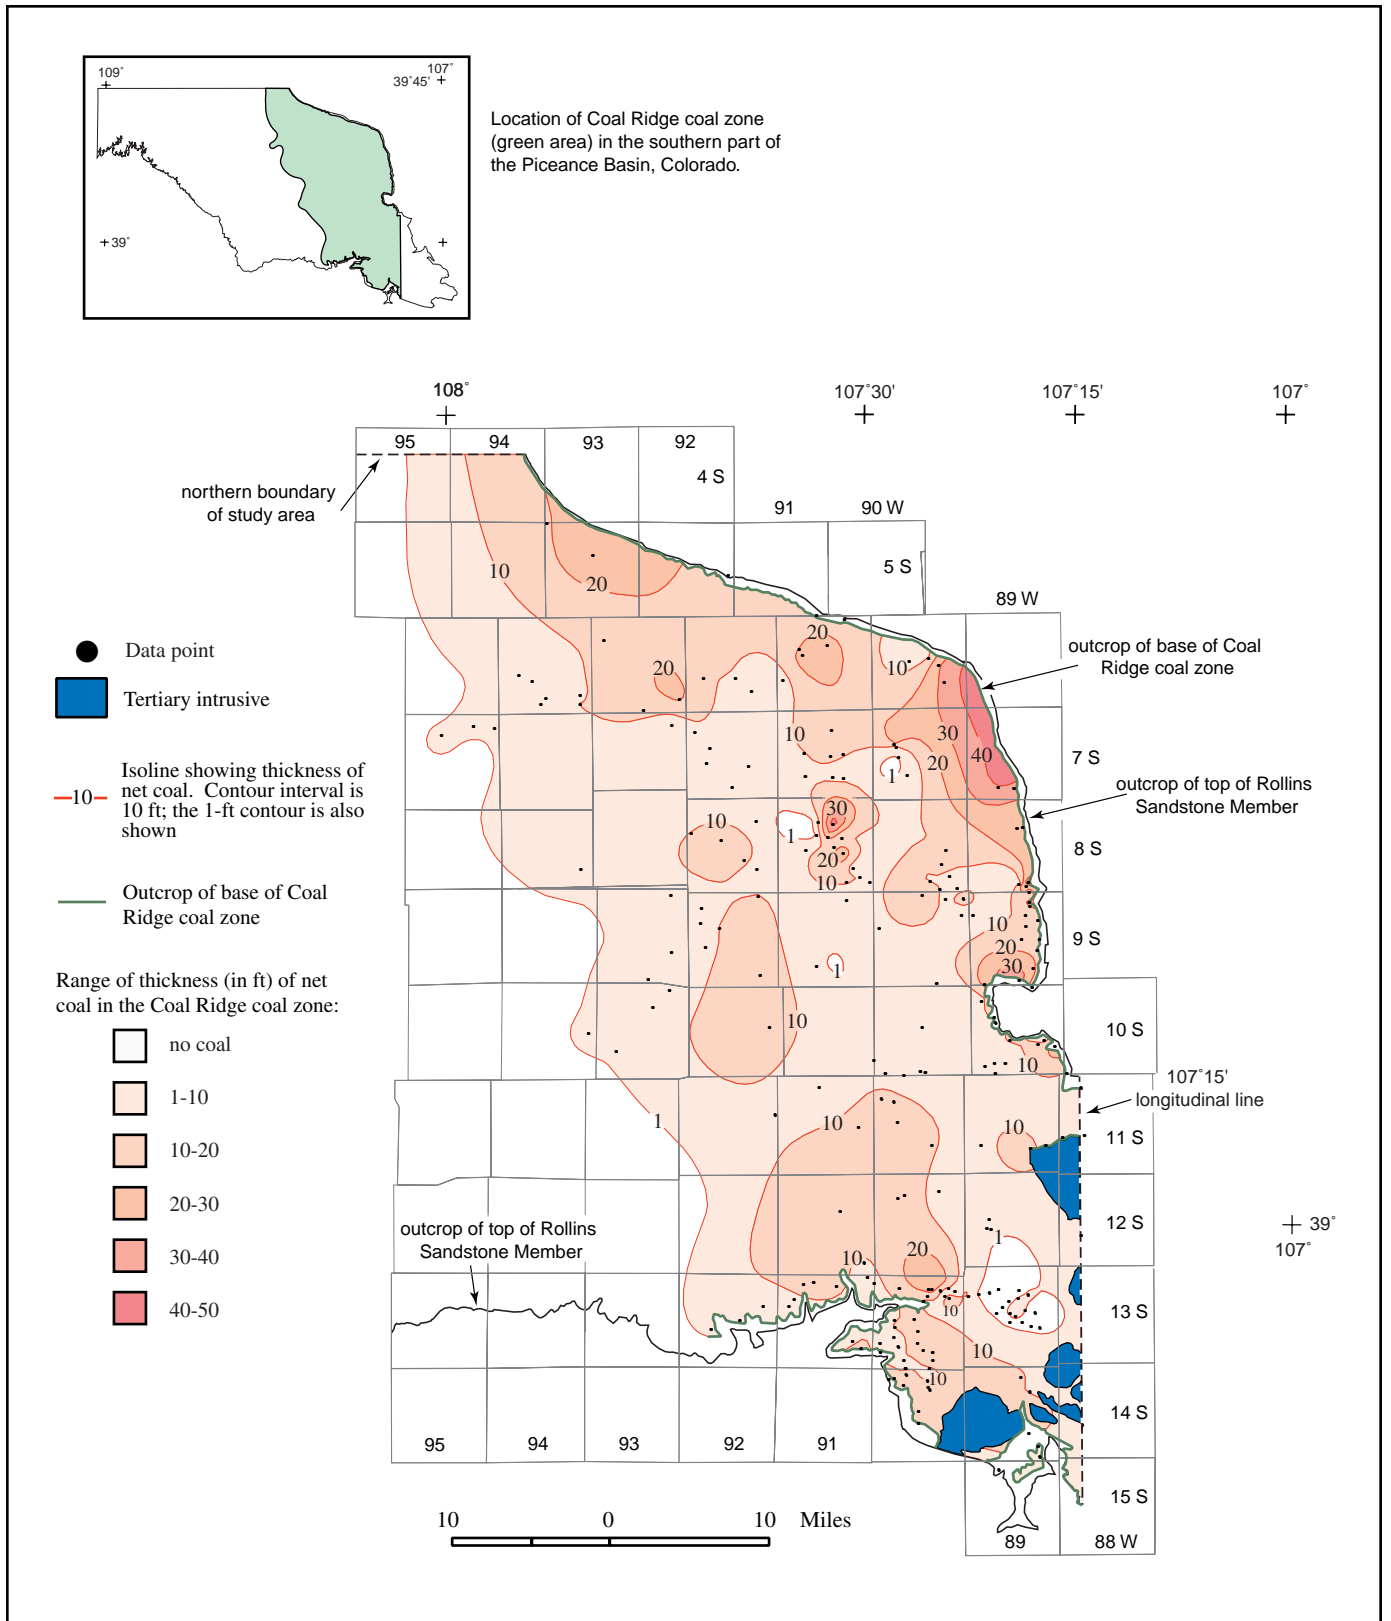 109°
107°
39°45'
39°
Location of Coal Ridge coal zone
(green area) in the southern part of
the Piceance Basin, Colorado.
108°
107°30'
107°15'
107°
95
94
93
92
4 S
northern boundary
of study area
91
90 W
5 S
10
20
89 W
Data point
Tertiary intrusive
Isoline showing thickness of
net coal. Contour interval is
10 ft; the 1-ft contour is also
shown
10
Outcrop of base of Coal
Ridge coal zone
Range of thickness (in ft) of net
coal in the Coal Ridge coal zone:
no coal
1-10
10-20
20-30
30-40
40-50
20
20
10
outcrop of base of Coal
Ridge coal zone
10
30
20
40
1
7 S
outcrop of top of Rollins
Sandstone Member
10
1
30
20
10
8 S
10
20
30
9 S
1
10
10
10 S
107°15'
longitudinal line
1
10
10
11 S
12 S
39°
107°
outcrop of top of Rollins
Sandstone Member
1
10
20
10
13 S
10
10
14 S
95
94
93
92
91
15 S
89
88 W
10
0
10
Miles